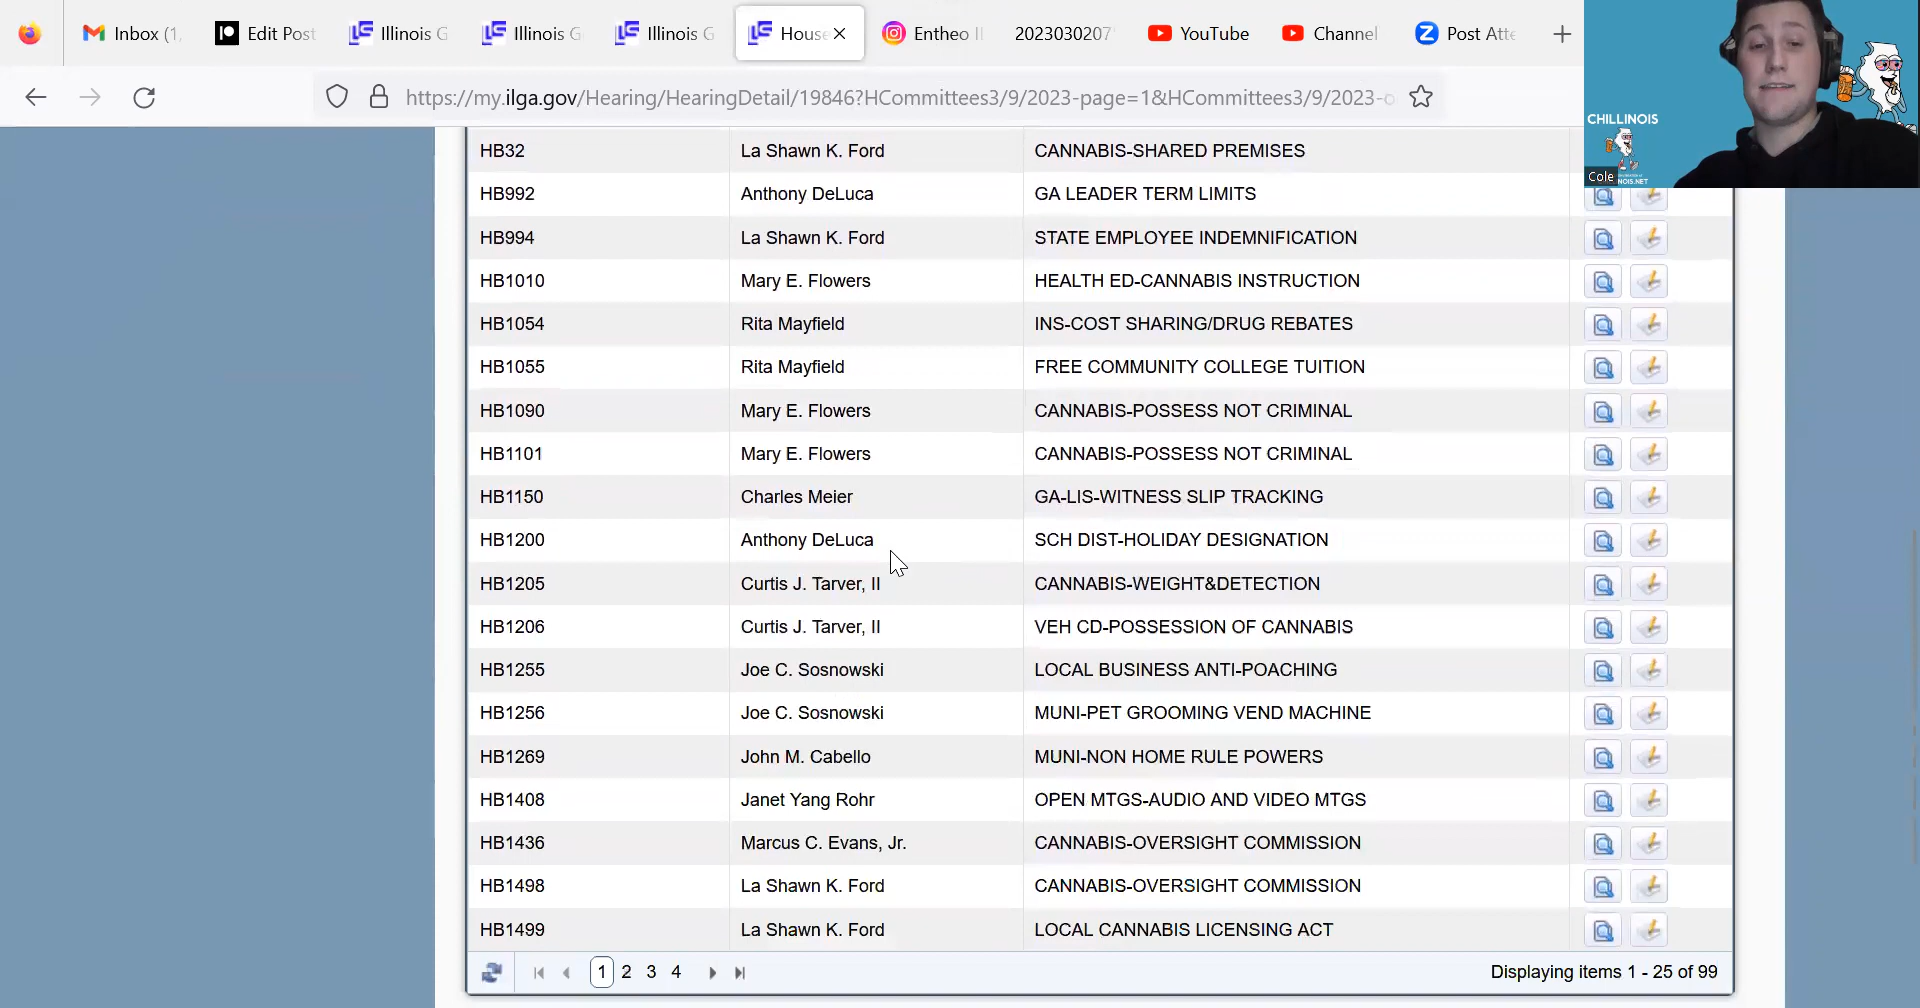 Inbox (1,
Edit Post
Illinois G
Illinois G
Illinois G
House
Entheo Il
2023030207
YouTube
Channel
Post Atte
https://my.ilga.gov/Hearing/HearingDetail/19846?HCommittees3/9/2023-page=1&HCommittees3/9/2023-o
CHILLINOIS
Cole
NOIS.NET
HB32 La Shawn K. Ford CANNABIS-SHARED PREMISES
HB992 Anthony DeLuca GA LEADER TERM LIMITS
HB994 La Shawn K. Ford STATE EMPLOYEE INDEMNIFICATION
HB1010 Mary E. Flowers HEALTH ED-CANNABIS INSTRUCTION
HB1054 Rita Mayfield INS-COST SHARING/DRUG REBATES
HB1055 Rita Mayfield FREE COMMUNITY COLLEGE TUITION
HB1090 Mary E. Flowers CANNABIS-POSSESS NOT CRIMINAL
HB1101 Mary E. Flowers CANNABIS-POSSESS NOT CRIMINAL
HB1150 Charles Meier GA-LIS-WITNESS SLIP TRACKING
HB1200 Anthony DeLuca SCH DIST-HOLIDAY DESIGNATION
HB1205 Curtis J. Tarver, II CANNABIS-WEIGHT&DETECTION
HB1206 Curtis J. Tarver, II VEH CD-POSSESSION OF CANNABIS
HB1255 Joe C. Sosnowski LOCAL BUSINESS ANTI-POACHING
HB1256 Joe C. Sosnowski MUNI-PET GROOMING VEND MACHINE
HB1269 John M. Cabello MUNI-NON HOME RULE POWERS
HB1408 Janet Yang Rohr OPEN MTGS-AUDIO AND VIDEO MTGS
HB1436 Marcus C. Evans, Jr. CANNABIS-OVERSIGHT COMMISSION
HB1498 La Shawn K. Ford CANNABIS-OVERSIGHT COMMISSION
HB1499 La Shawn K. Ford LOCAL CANNABIS LICENSING ACT
1 2 3 4 Displaying items 1 - 25 of 99